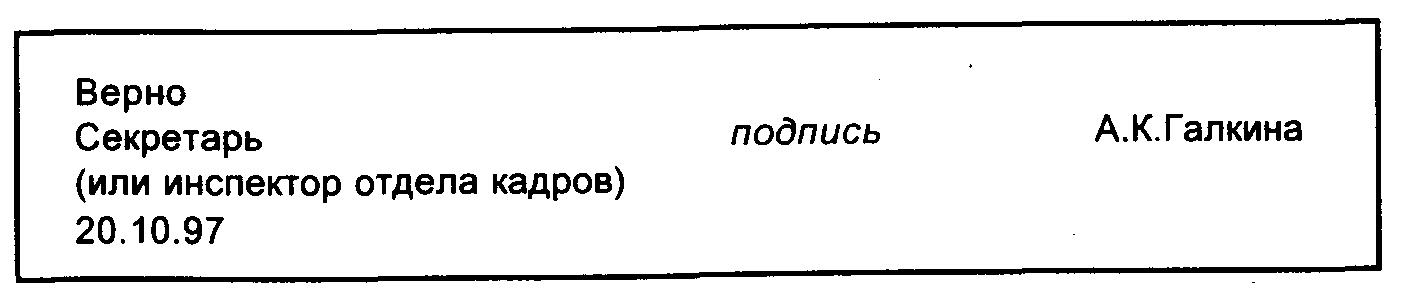 Верно
Секретарь подпись А.К.Галкина
(или инспектор отдела кадров)
20.10.97